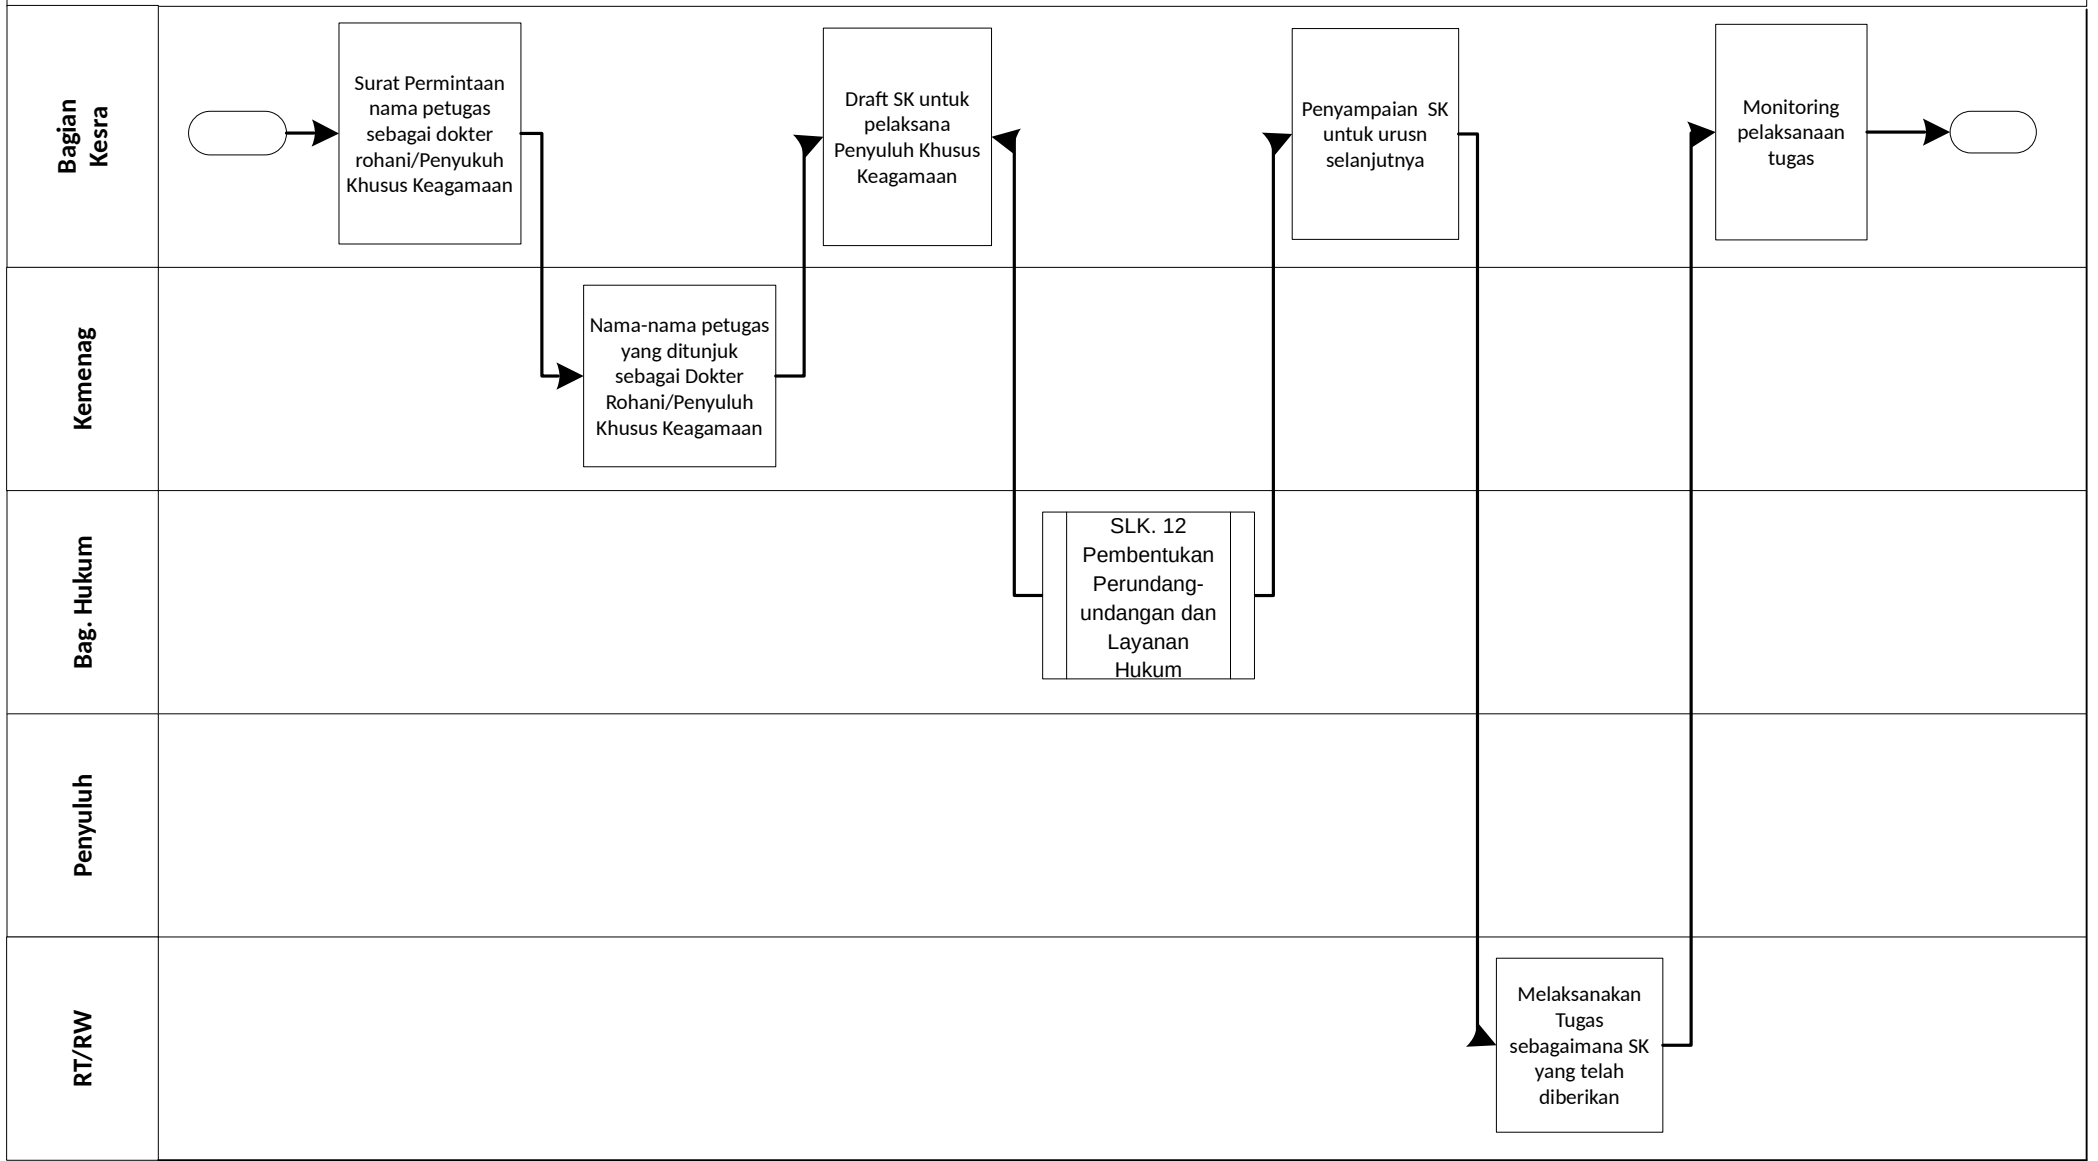 Bagian
Kesra
Surat Permintaan
nama petugas
sebagai dokter
rohani/Penyukuh
Khusus Keagamaan
Draft SK untuk
pelaksana
Penyuluh Khusus
Keagamaan
Penyampaian  SK
untuk urusn
selanjutnya
Monitoring
pelaksanaan
tugas
Kemenag
Nama-nama petugas
yang ditunjuk
sebagai Dokter
Rohani/Penyuluh
Khusus Keagamaan
Bag. Hukum
SLK. 12
Pembentukan
Perundang-
undangan dan
Layanan
Hukum
Penyuluh
RT/RW
Melaksanakan
Tugas
sebagaimana SK
yang telah
diberikan